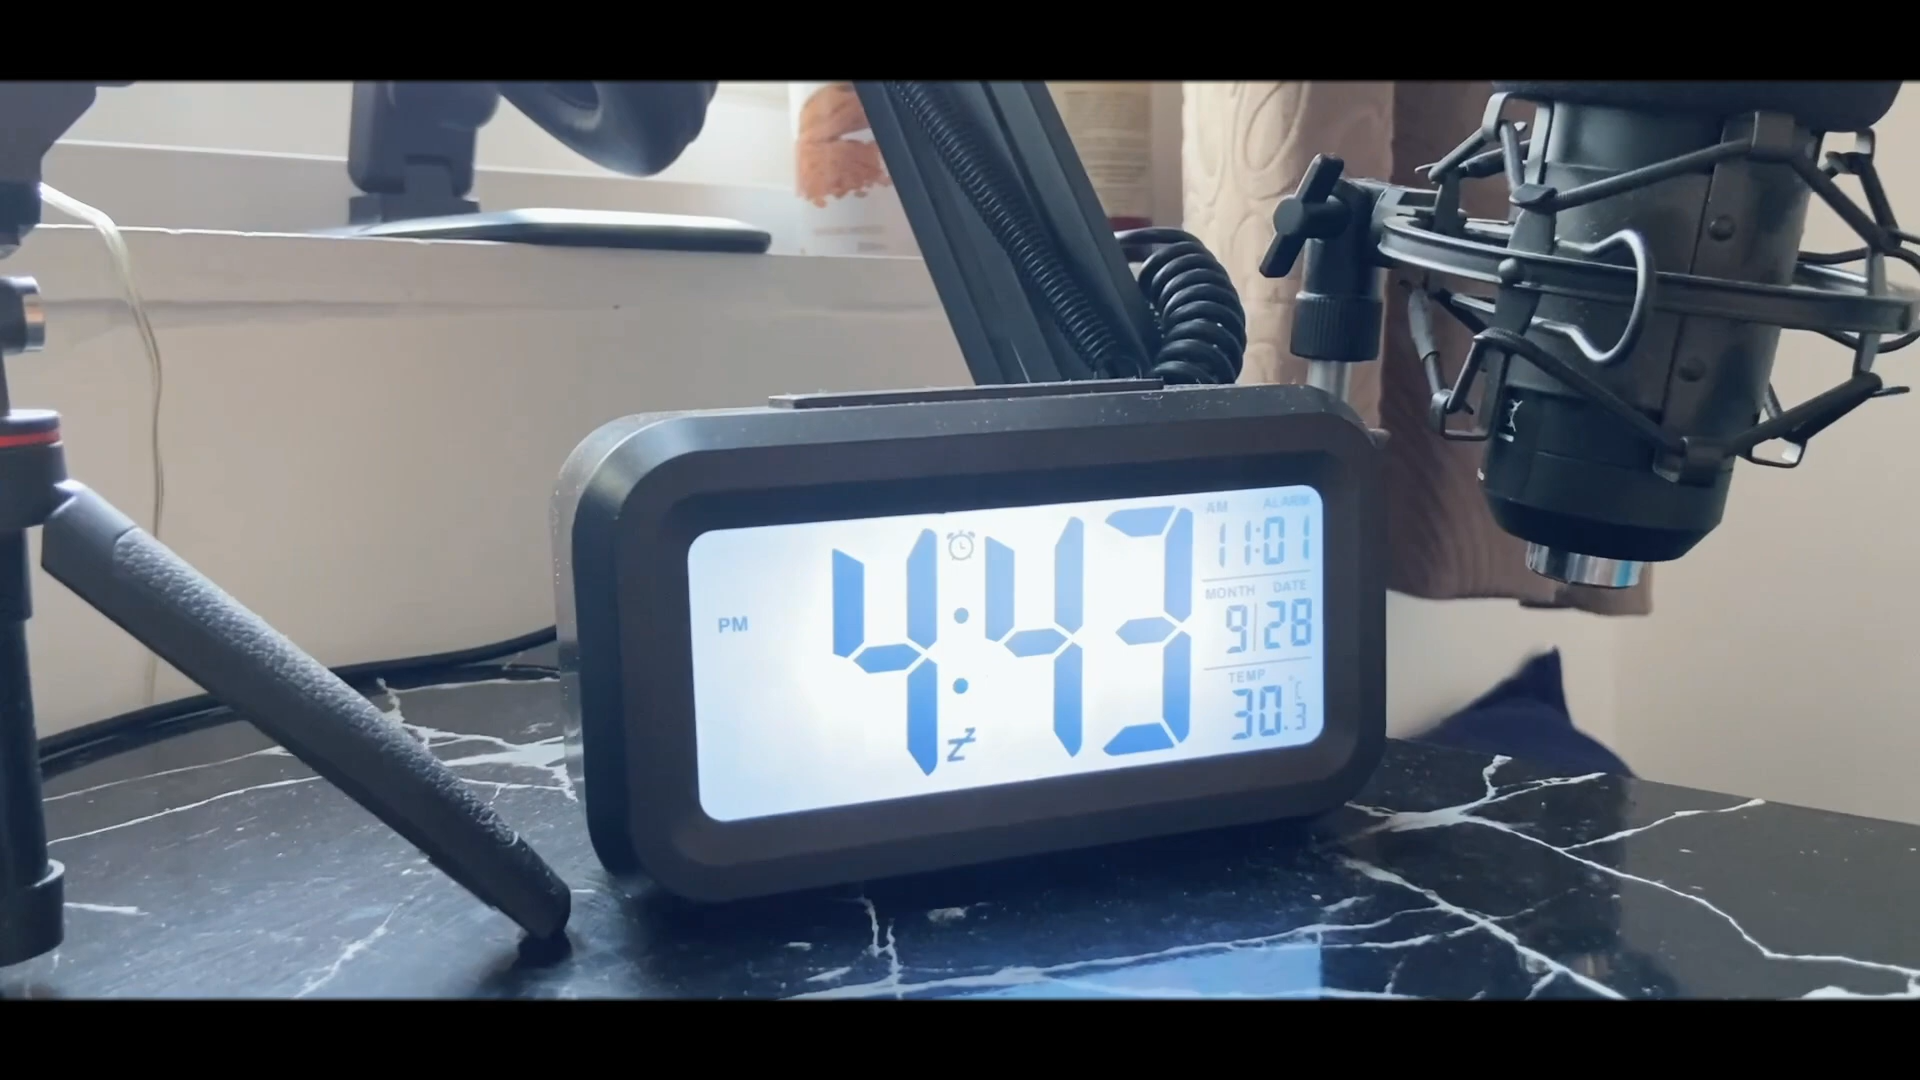 AM ALARM
11:01
PM 4:43
MONTH DATE
9|28
TEMP
30.3 °C